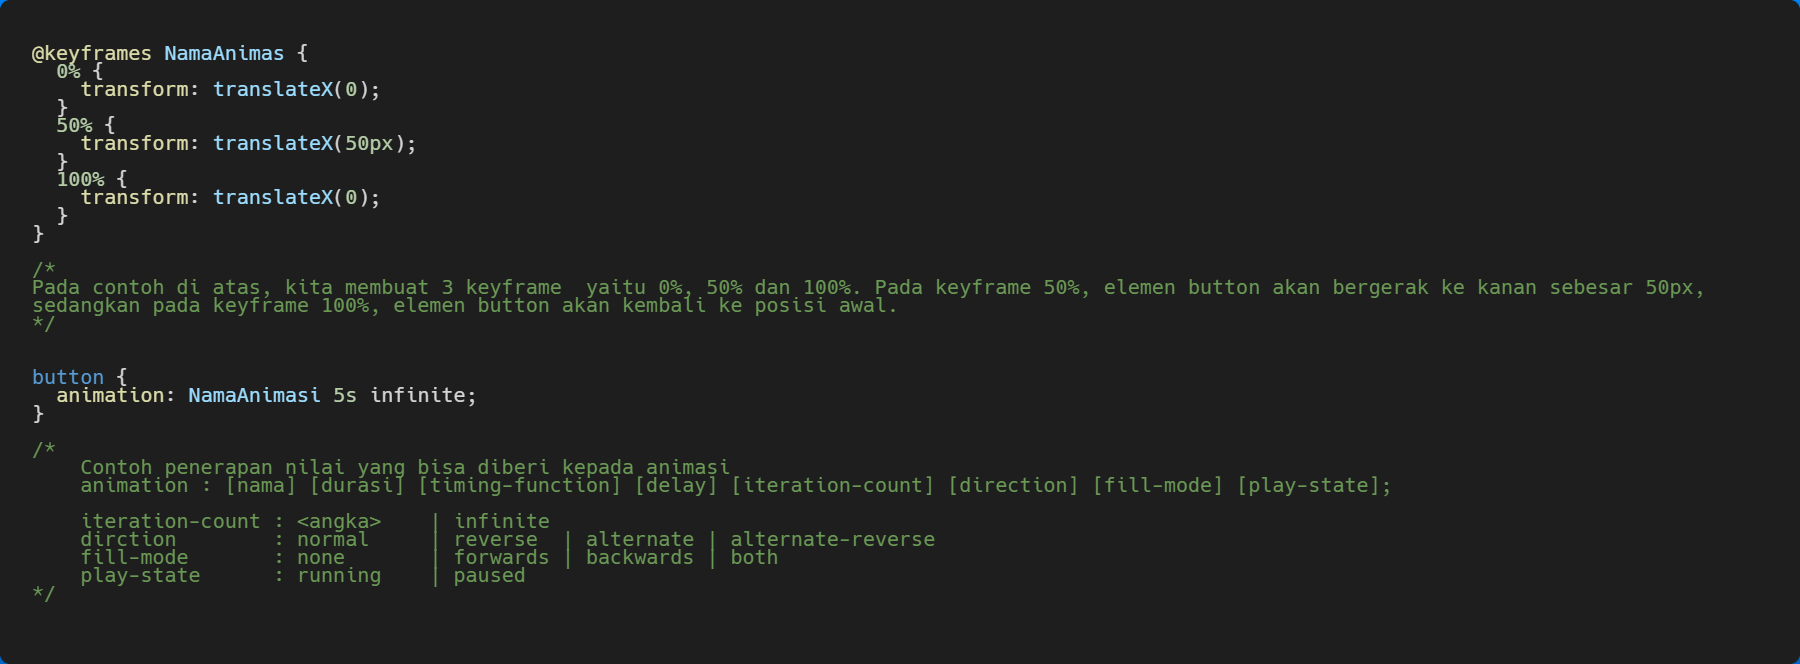 @keyframes NamaAnimas {
  0% {
    transform: translateX(0);
  }
  50% {
    transform: translateX(50px);
  }
  100% {
    transform: translateX(0);
  }
}

/*
Pada contoh di atas, kita membuat 3 keyframe  yaitu 0%, 50% dan 100%. Pada keyframe 50%, elemen button akan bergerak ke kanan sebesar 50px,
sedangkan pada keyframe 100%, elemen button akan kembali ke posisi awal.
*/


button {
  animation: NamaAnimasi 5s infinite;
}

/*
    Contoh penerapan nilai yang bisa diberi kepada animasi
    animation : [nama] [durasi] [timing-function] [delay] [iteration-count] [direction] [fill-mode] [play-state];

    iteration-count : <angka>    | infinite
    dirction        : normal     | reverse  | alternate | alternate-reverse
    fill-mode       : none       | forwards | backwards | both
    play-state      : running    | paused
*/